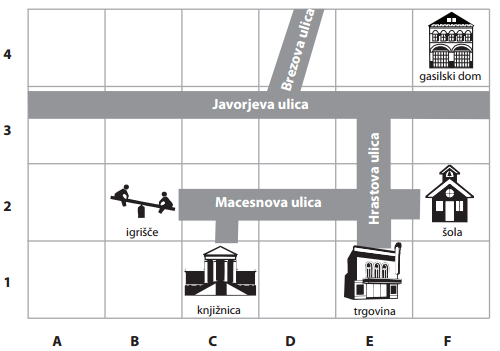 4
Brezova ulica
gasilski dom
Javorjeva ulica
3
Hrastova ulica
2
Macesnova ulica
igrišče
šola
1
knjižnica
trgovina
A B C D E F